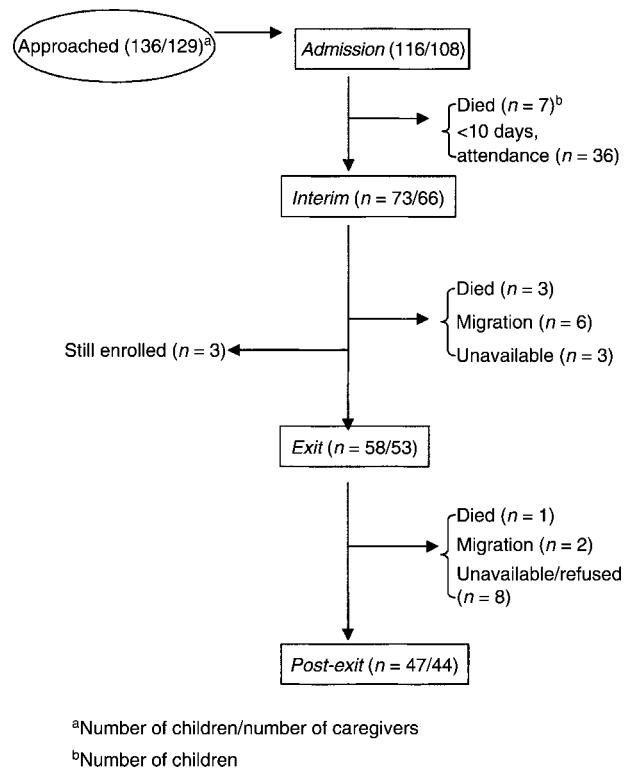 Approached (136/129)a
Admission (116/108)
Died (n = 7)b
<10 days,
attendance (n = 36)
Interim (n = 73/66)
Died (n = 3)
Migration (n = 6)
Still enrolled (n = 3)
Unavailable (n = 3)
Exit (n = 58/53)
Died (n = 1)
Migration (n = 2)
Unavailable/refused
(n = 8)
Post-exit (n = 47/44)
aNumber of children/number of caregivers
bNumber of children